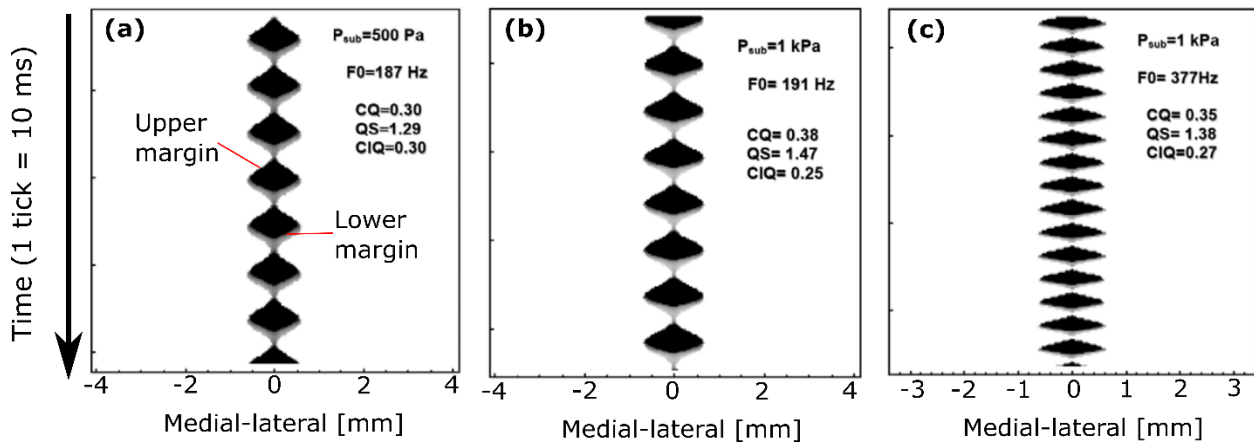 Time (1 tick = 10 ms)
(a)
P_sub=500 Pa
F0=187 Hz
CQ=0.30
QS=1.29
ClQ=0.30
Upper
margin
Lower
margin
-4 -2 0 2 4
Medial-lateral [mm]
(b)
P_sub=1 kPa
F0= 191 Hz
CQ= 0.38
QS= 1.47
ClQ= 0.25
-4 -2 0 2 4
Medial-lateral [mm]
(c)
P_sub=1 kPa
F0= 377Hz
CQ= 0.35
QS= 1.38
ClQ=0.27
-3 -2 -1 0 1 2 3
Medial-lateral [mm]